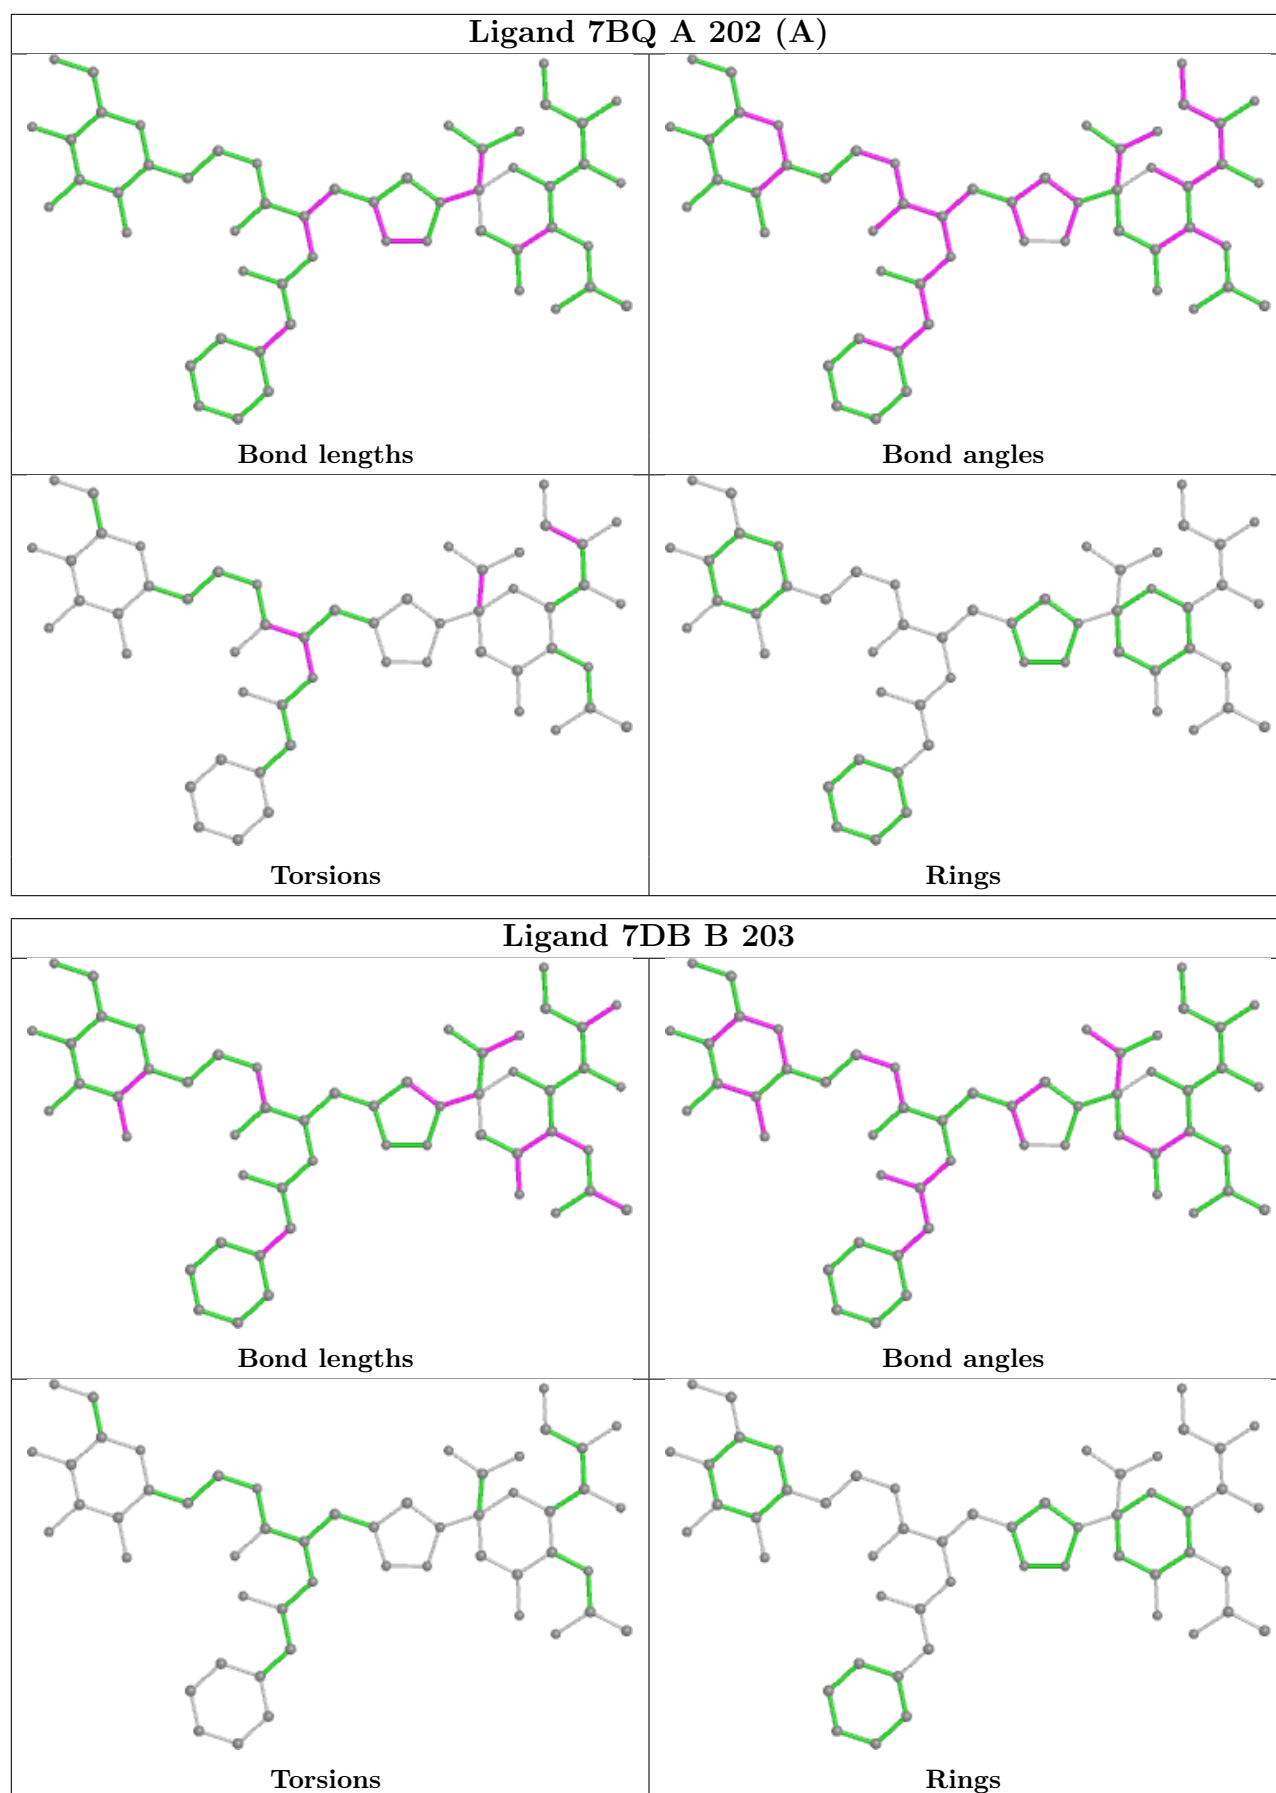 Ligand 7BQ A 202 (A)
Bond lengths
Bond angles
Torsions
Rings
Ligand 7DB B 203
Bond lengths
Bond angles
Torsions
Rings